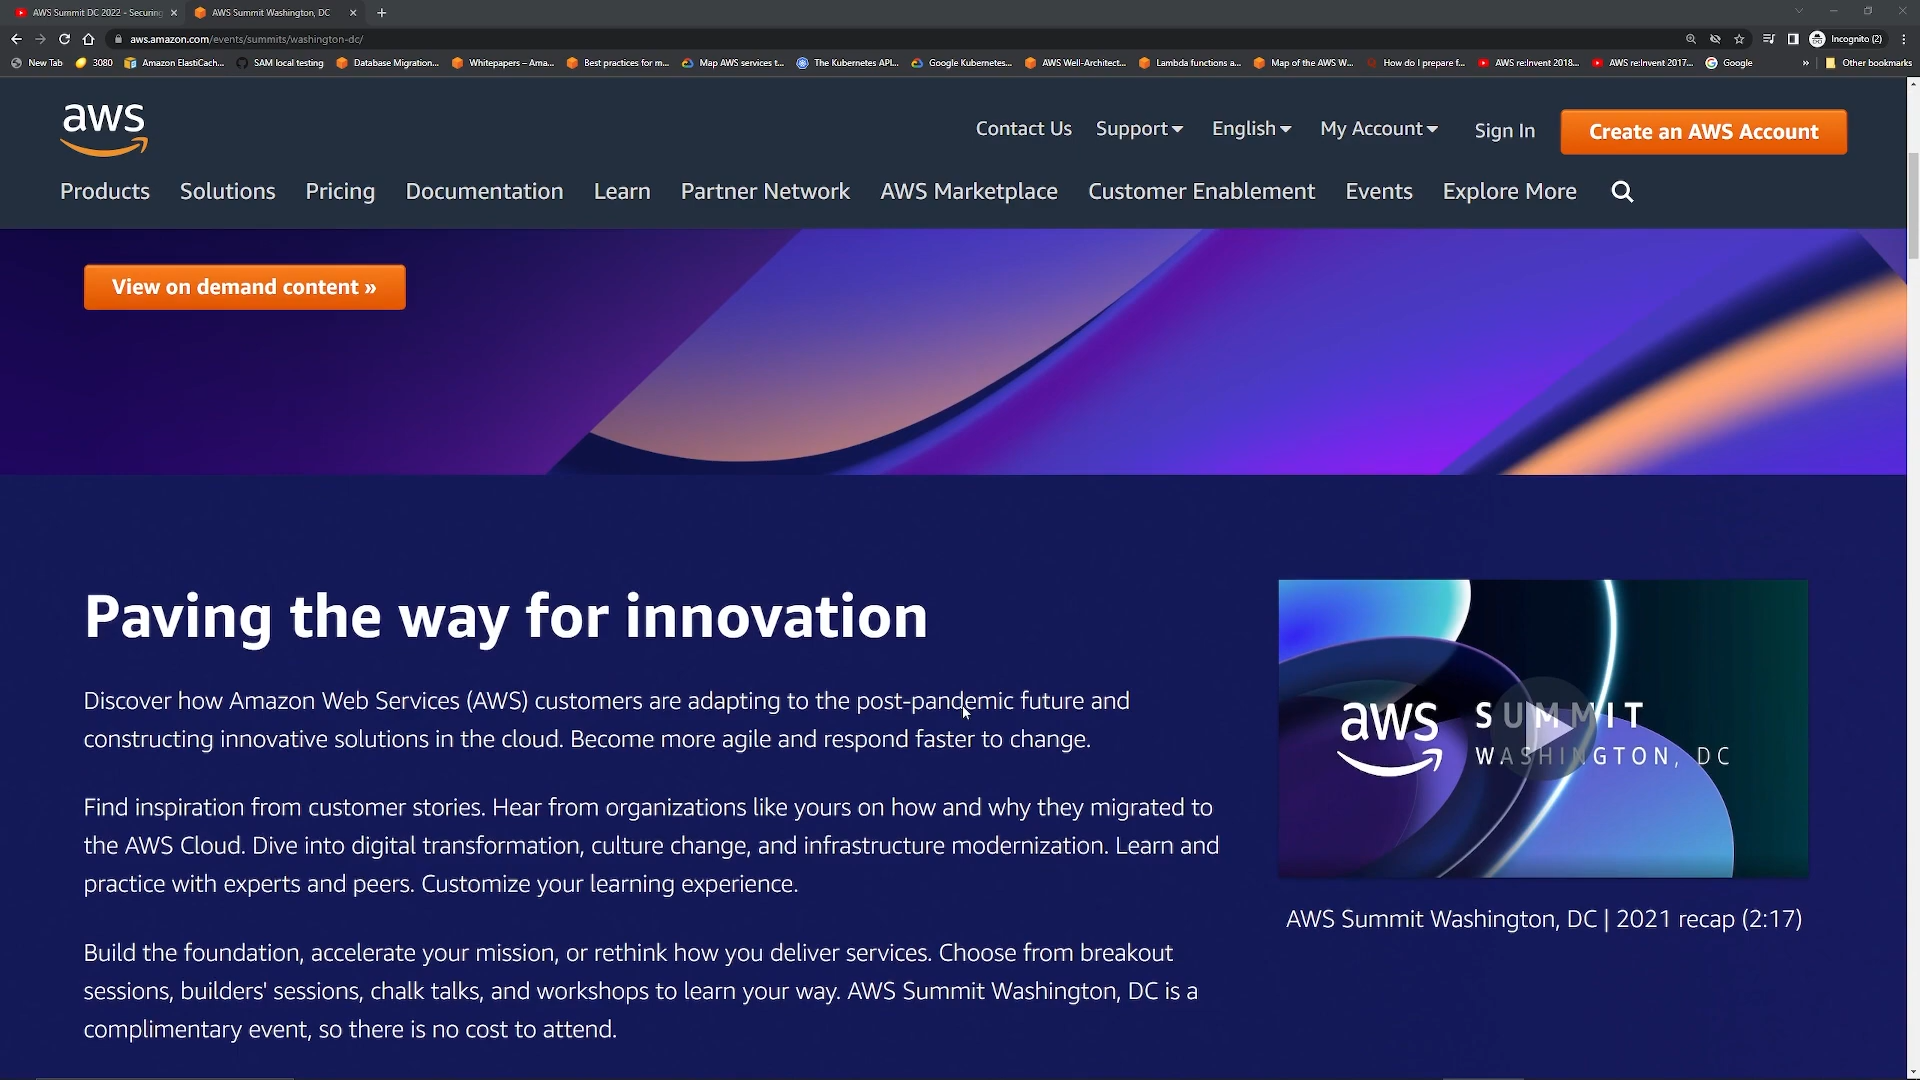 AWS Summit DC 2022 - Securing
AWS Summit Washington, DC
aws.amazon.com/events/summits/washington-dc/
Incognito (2)
New Tab
3080
Amazon ElastiCach...
SAM local testing
Database Migration...
Whitepapers – Ama...
Best practices for m...
Map AWS services t...
The Kubernetes API...
Google Kubernetes...
AWS Well-Architect...
Lambda functions a...
Map of the AWS W...
How do I prepare f...
AWS re:Invent 2018...
AWS re:Invent 2017...
Google
»
Other bookmarks
aws
Contact Us
Support
English
My Account
Sign In
Create an AWS Account
Products
Solutions
Pricing
Documentation
Learn
Partner Network
AWS Marketplace
Customer Enablement
Events
Explore More
View on demand content »
Paving the way for innovation
Discover how Amazon Web Services (AWS) customers are adapting to the post-pandemic future and
constructing innovative solutions in the cloud. Become more agile and respond faster to change.
Find inspiration from customer stories. Hear from organizations like yours on how and why they migrated to
the AWS Cloud. Dive into digital transformation, culture change, and infrastructure modernization. Learn and
practice with experts and peers. Customize your learning experience.
Build the foundation, accelerate your mission, or rethink how you deliver services. Choose from breakout
sessions, builders' sessions, chalk talks, and workshops to learn your way. AWS Summit Washington, DC is a
complimentary event, so there is no cost to attend.
aws SUMMIT
WASHINGTON, DC
AWS Summit Washington, DC | 2021 recap (2:17)